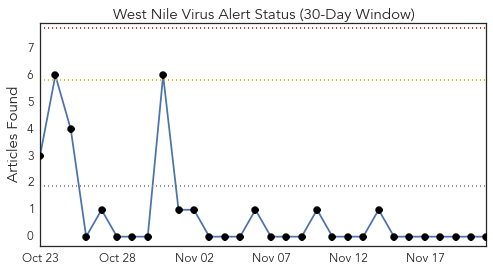 West Nile Virus Alert Status (30-Day Window)
Articles Found
7
6
5
4
3
2
1
0
Oct 23 Oct 28 Nov 02 Nov 07 Nov 12 Nov 17